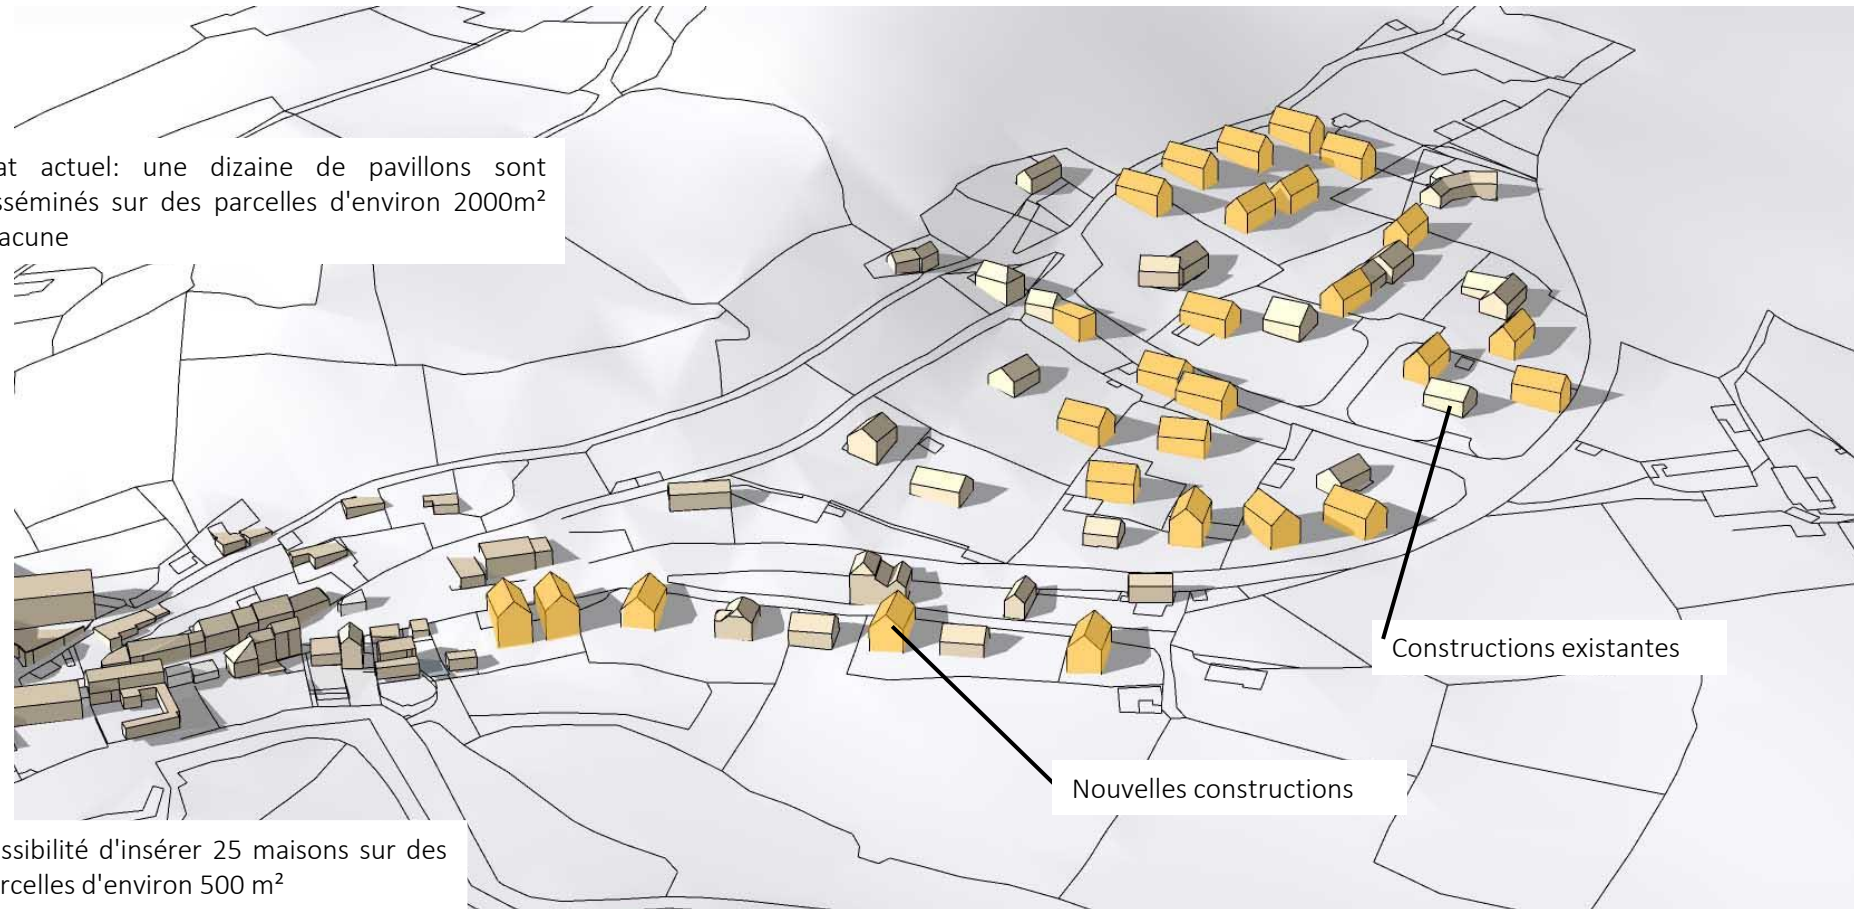 at actuel: une dizaine de pavillons sont
sséminés sur des parcelles d'environ 2000m²
acune
Constructions existantes
Nouvelles constructions
ssibilité d'insérer 25 maisons sur des
rcelles d'environ 500 m²